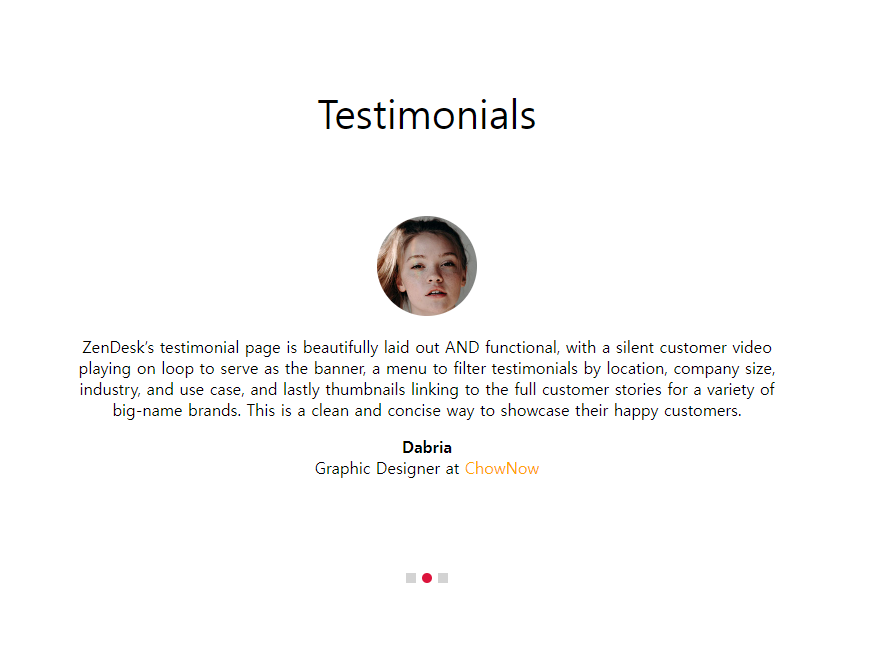 Testimonials
ZenDesk's testimonial page is beautifully laid out AND functional, with a silent customer video
playing on loop to serve as the banner, a menu to filter testimonials by location, company size,
industry, and use case, and lastly thumbnails linking to the full customer stories for a variety of
big-name brands. This is a clean and concise way to showcase their happy customers.
Dabria
Graphic Designer at ChowNow